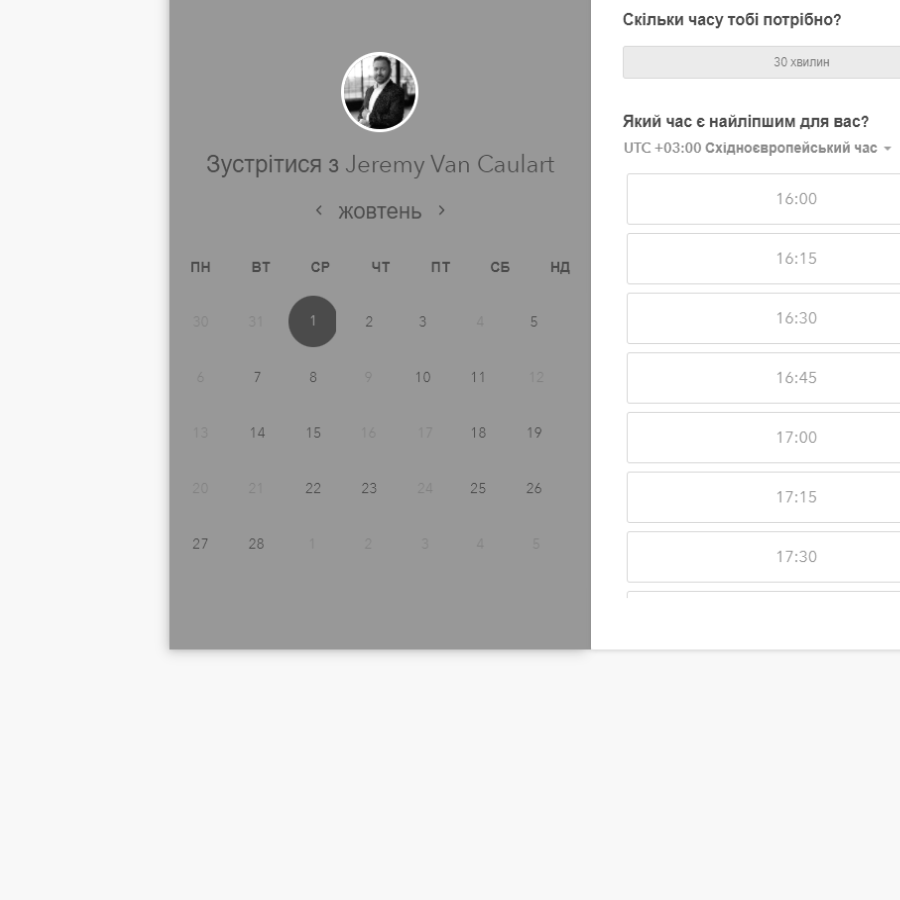 Зустрітися з Jeremy Van Caulart
жовтень
ПН ВТ СР ЧТ ПТ СБ НД
30 31 1 2 3 4 5
6 7 8 9 10 11 12
13 14 15 16 17 18 19
20 21 22 23 24 25 26
27 28 1 2 3 4 5
Скільки часу тобі потрібно?
30 хвилин
Який час є найліпшим для вас?
UTC +03:00 Східноєвропейський час
16:00
16:15
16:30
16:45
17:00
17:15
17:30